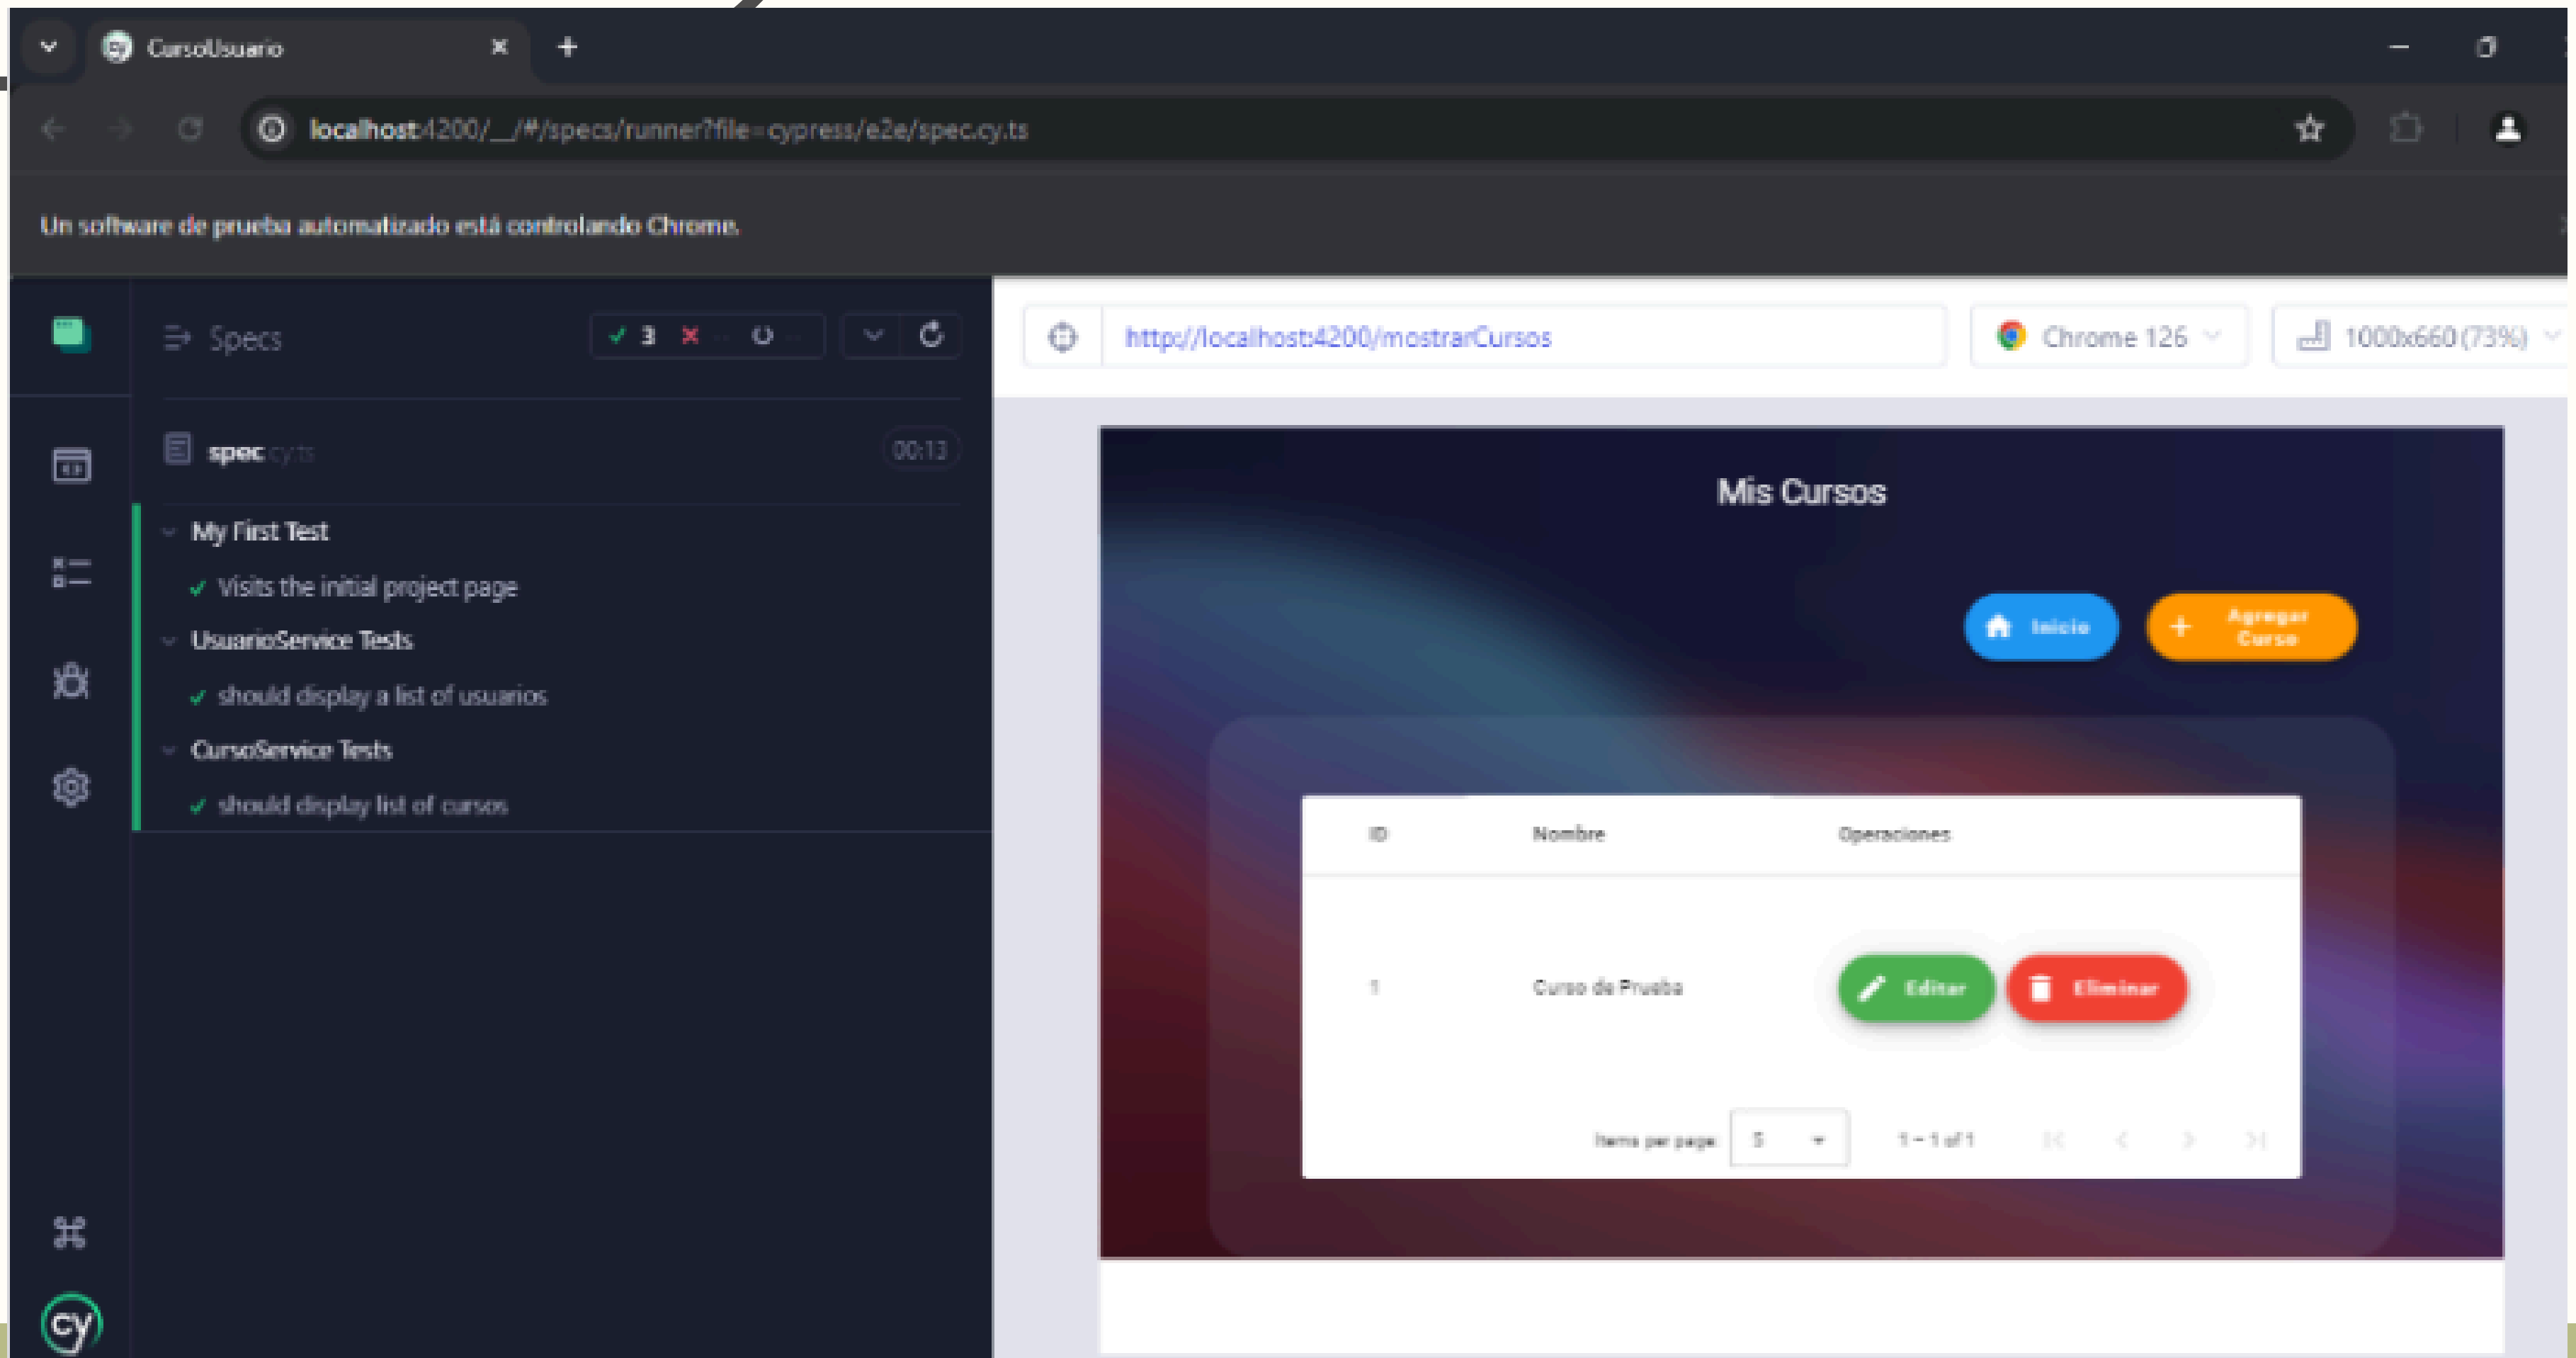 CursoUsuario
localhost:4200/__/#/specs/runner?file=cypress/e2e/spec.cy.ts
Un software de prueba automatizado está controlando Chrome.
Specs
3 -- --
spec.cy.ts
00:13
My First Test
Visits the initial project page
UsuarioService Tests
should display a list of usuarios
CursoService Tests
should display list of cursos
cy
http://localhost:4200/mostrarCursos
Chrome 126
1000x660 (73%)
Mis Cursos
Inicio
Agregar
Curso
ID Nombre Operaciones
1 Curso de Prueba Editar Eliminar
Items per page: 5 1 – 1 of 1